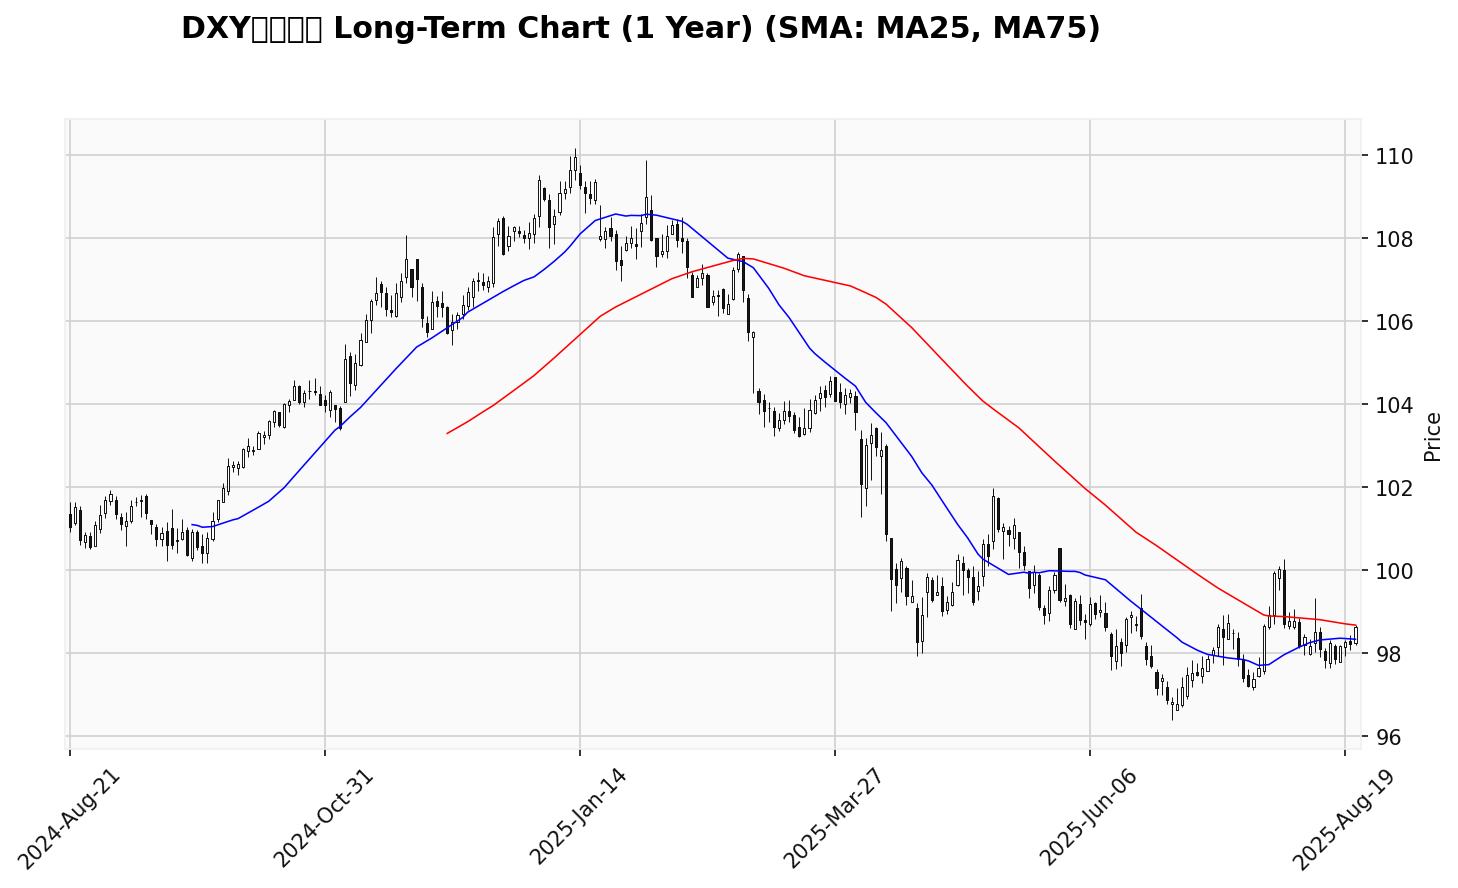 DXY Long-Term Chart (1 Year) (SMA: MA25, MA75)
110
108
106
104
102
100
98
96
Price
2024-Aug-21
2024-Oct-31
2025-Jan-14
2025-Mar-27
2025-Jun-06
2025-Aug-19